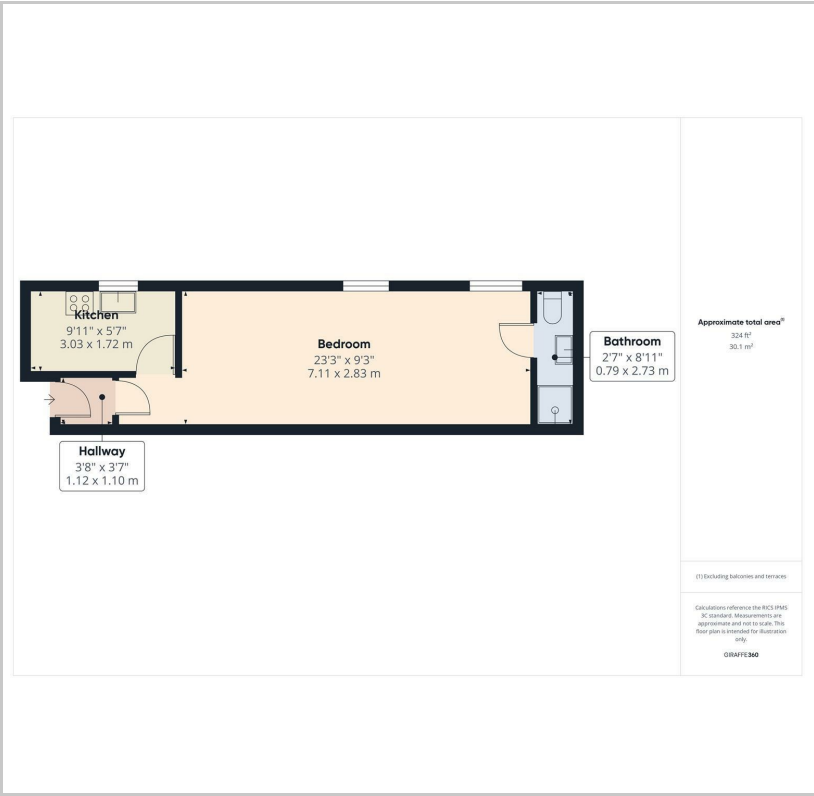 Kitchen
9'11" x 5'7"
3.03 x 1.72 m
Bedroom
23'3" x 9'3"
7.11 x 2.83 m
Bathroom
2'7" x 8'11"
0.79 x 2.73 m
Hallway
3'8" x 3'7"
1.12 x 1.10 m
Approximate total area⁽¹⁾
324 ft²
30.1 m²
(1) Excluding balconies and terraces
Calculations reference the RICS IPMS
3C standard. Measurements are
approximate and not to scale. This
floor plan is intended for illustration
only.
GIRAFFE360